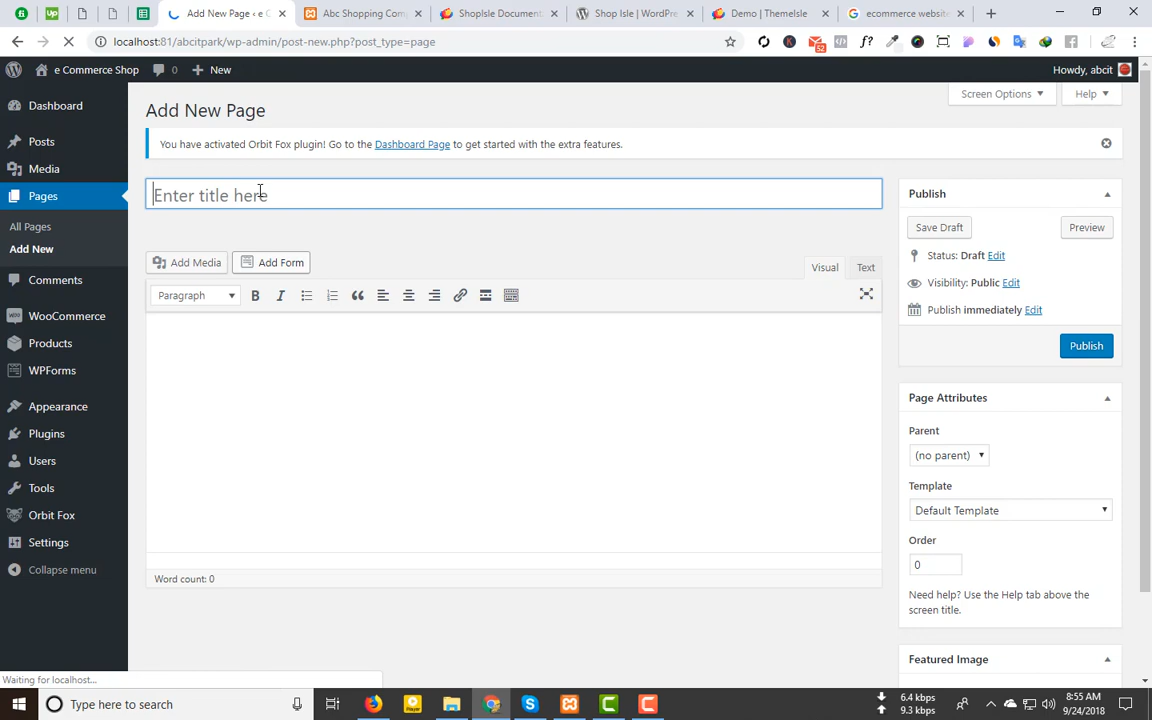 Add New Page ‹ e C
Abc Shopping Com
ShopIsle Document
Shop Isle | WordPre
Demo | ThemeIsle
ecommerce website
localhost:81/abcitpark/wp-admin/post-new.php?post_type=page
52
f?
e Commerce Shop
0
New
Howdy, abcit
Dashboard
Posts
Media
Pages
All Pages
Add New
Comments
WooCommerce
Products
WPForms
Appearance
Plugins
Users
Tools
Orbit Fox
Settings
Collapse menu
Screen Options
Help
Add New Page
You have activated Orbit Fox plugin! Go to the Dashboard Page to get started with the extra features.
Enter title here
Add Media
Add Form
Visual
Text
Paragraph
B
I
Word count: 0
Publish
Save Draft
Preview
Status: Draft Edit
Visibility: Public Edit
Publish immediately Edit
Publish
Page Attributes
Parent
(no parent)
Template
Default Template
Order
0
Need help? Use the Help tab above the
screen title.
Featured Image
Waiting for localhost...
Type here to search
6.4 kbps
9.3 kbps
8:55 AM
9/24/2018